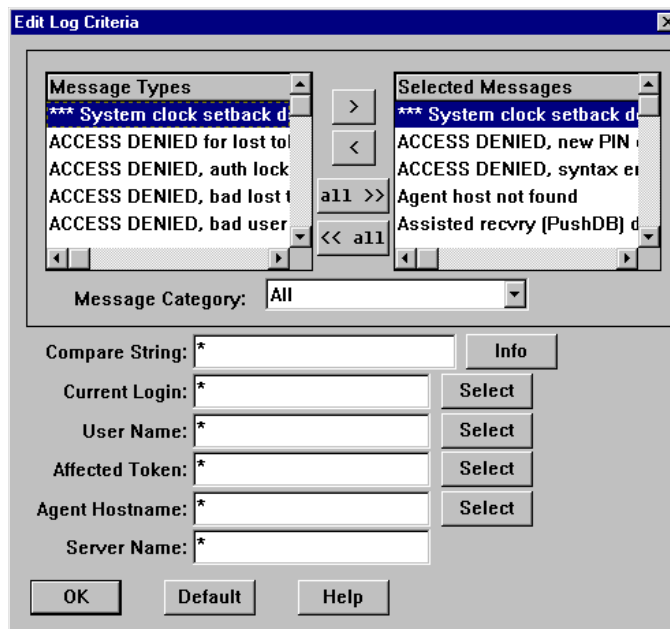 Edit Log Criteria
Message Types
*** System clock setback d
ACCESS DENIED for lost to
ACCESS DENIED, auth lock
ACCESS DENIED, bad lost
ACCESS DENIED, bad user
>
<
all >>
<< all
Selected Messages
*** System clock setback d
ACCESS DENIED, new PIN
ACCESS DENIED, syntax er
Agent host not found
Assisted recvry (PushDB) d
Message Category: All
Compare String: * Info
Current Login: * Select
User Name: * Select
Affected Token: * Select
Agent Hostname: * Select
Server Name: *
OK Default Help